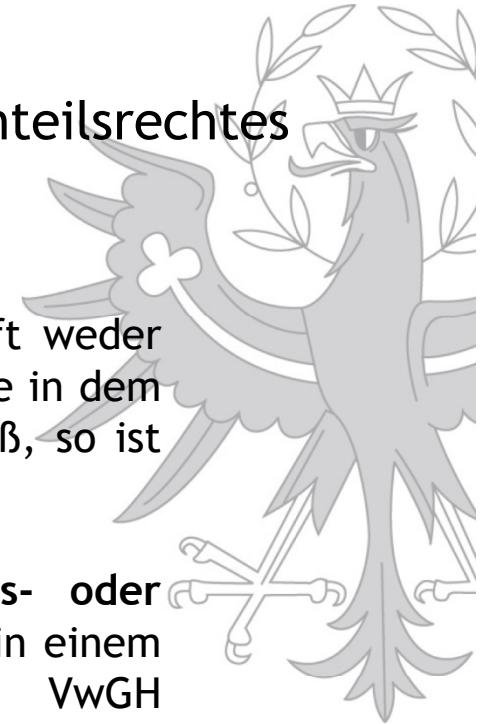 nteilsrechtes
ft weder
e in dem
ß, so ist
s- oder
in einem
VwGH